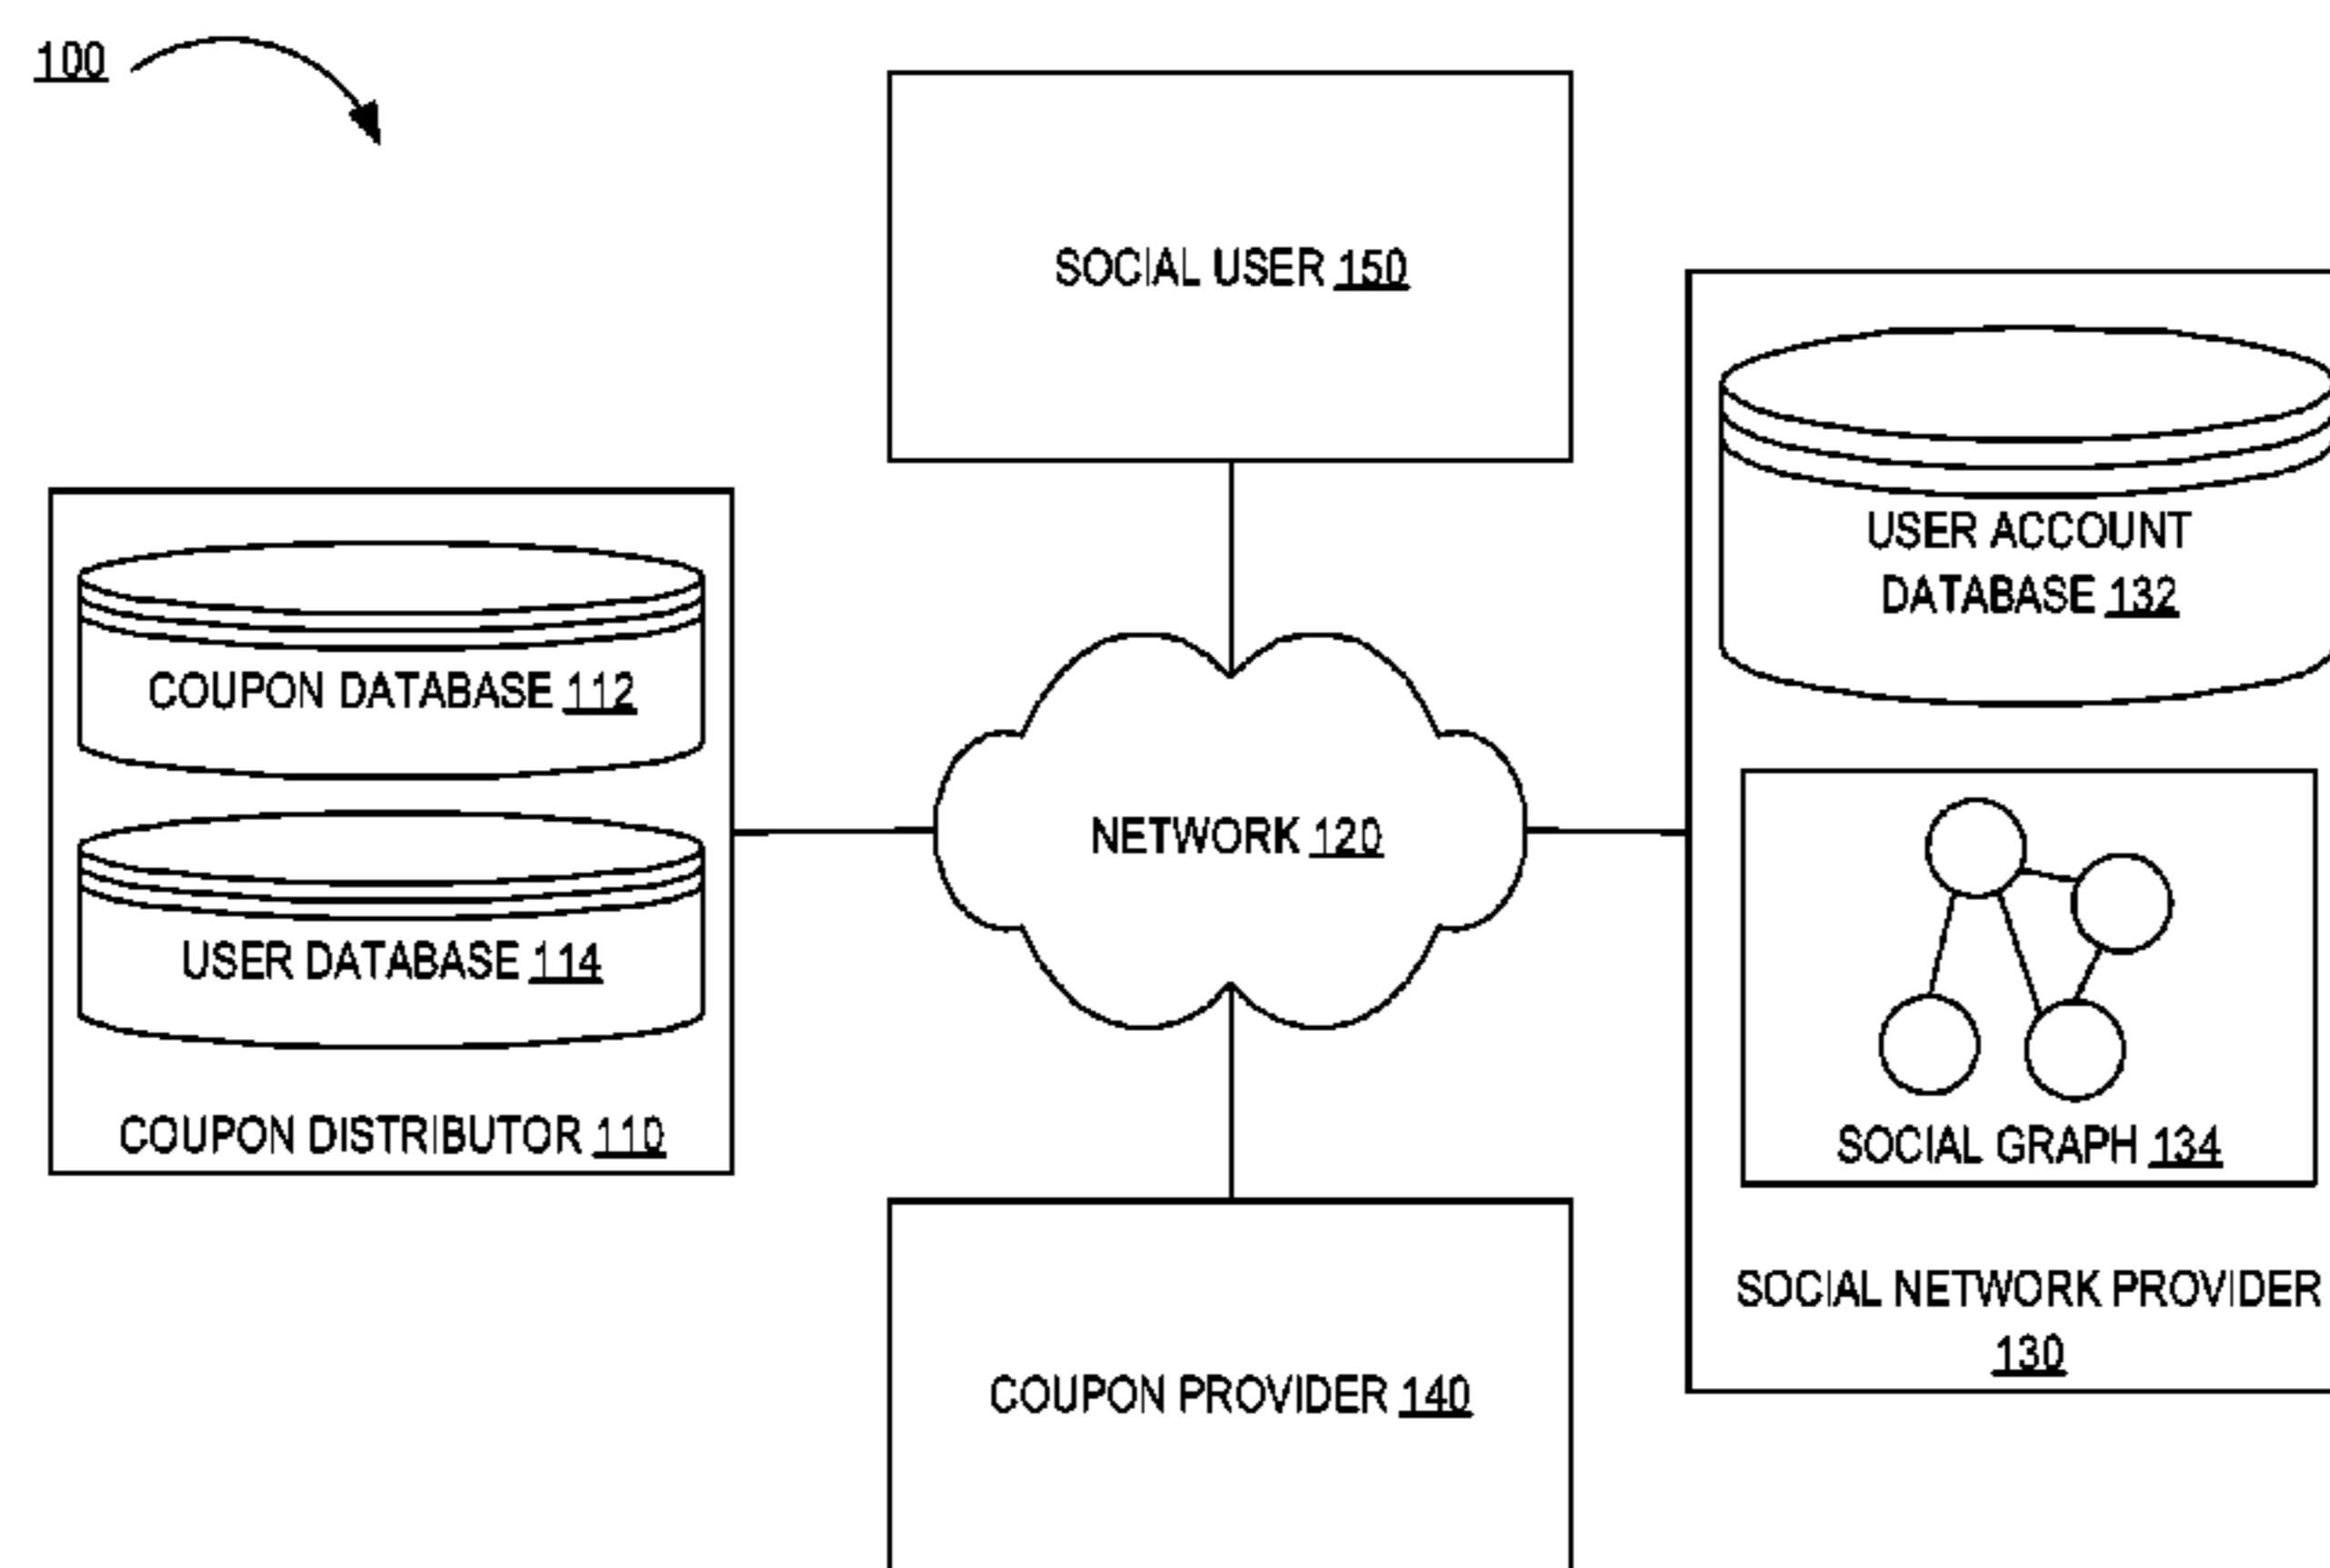 100
SOCIAL USER 150
USER ACCOUNT
DATABASE 132
COUPON DATABASE 112
NETWORK 120
USER DATABASE 114
COUPON DISTRIBUTOR 110
SOCIAL GRAPH 134
SOCIAL NETWORK PROVIDER
130
COUPON PROVIDER 140